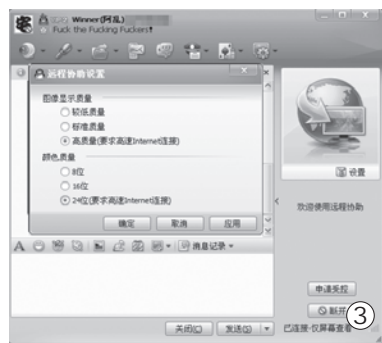 Winner(阿乱)
Fuck the Fucking Fuckers!
远程协助设置
图像显示质量
较低质量
标准质量
高质量(要求高速Internet连接)
颜色质量
8位
16位
24位(要求高速Internet连接)
确定 取消 应用
设置
欢迎使用远程协助
消息记录
申请受控
断开
关闭(C) 发送(S)
已连接-仅屏幕查看
3